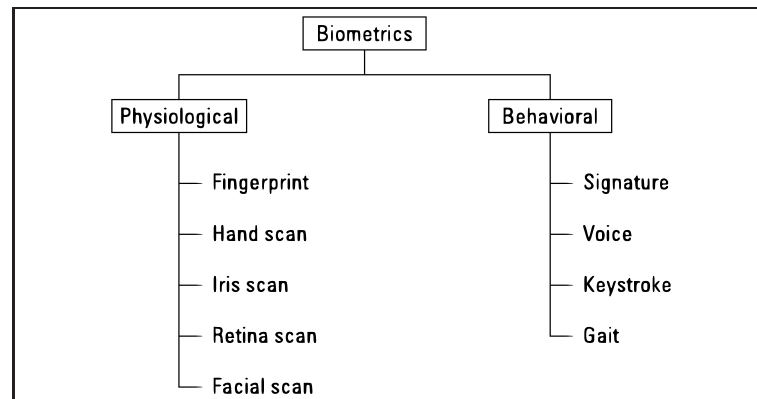 Biometrics
Physiological
Behavioral
Fingerprint
Hand scan
Iris scan
Retina scan
Facial scan
Signature
Voice
Keystroke
Gait